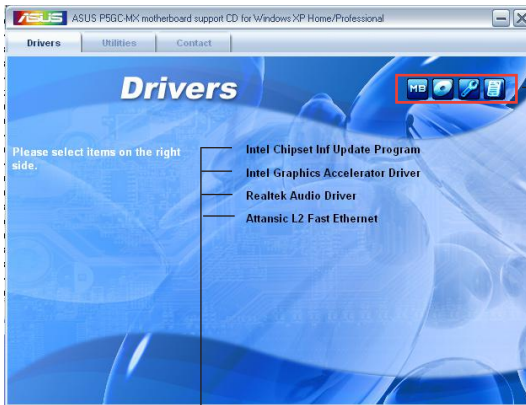 ASUS ASUS P5GC-MX motherboard support CD for Windows XP Home/Professional
Drivers Utilities Contact
Drivers
MB
Please select items on the right
side.
Intel Chipset Inf Update Program
Intel Graphics Accelerator Driver
Realtek Audio Driver
Attansic L2 Fast Ethernet